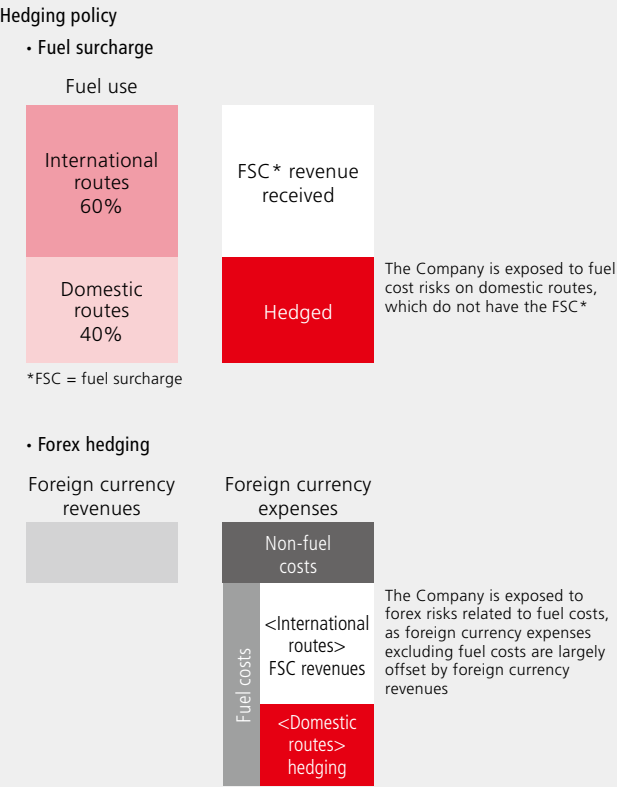 Hedging policy
• Fuel surcharge
Fuel use
International
routes
60%
FSC* revenue
received
Domestic
routes
40%
Hedged
The Company is exposed to fuel
cost risks on domestic routes,
which do not have the FSC*
*FSC = fuel surcharge
• Forex hedging
Foreign currency
revenues
Foreign currency
expenses
Non-fuel
costs
Fuel costs
<International
routes>
FSC revenues
<Domestic
routes>
hedging
The Company is exposed to
forex risks related to fuel costs,
as foreign currency expenses
excluding fuel costs are largely
offset by foreign currency
revenues